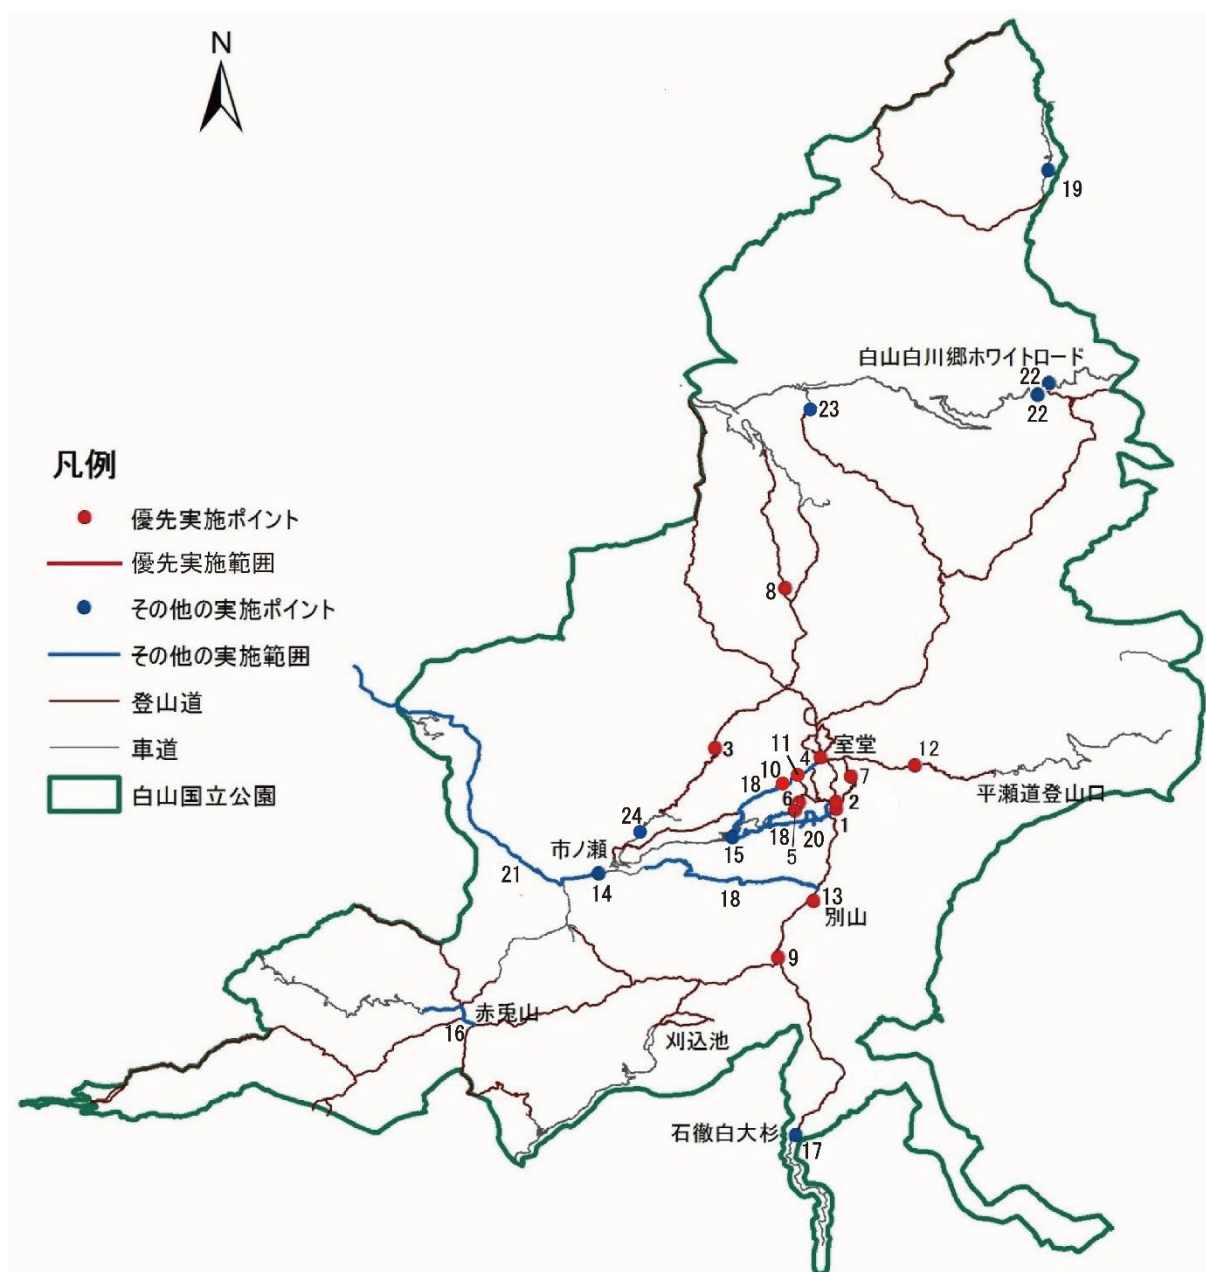 N
19
白山白川郷ホワイトロード
22
22
23
凡例
優先実施ポイント
優先実施範囲
その他の実施ポイント
その他の実施範囲
登山道
車道
白山国立公園
8
3
11
4
室堂
12
10
7
18
平瀬道登山口
6
2
24
1
18
20
5
15
市ノ瀬
21
14
18
13
別山
9
赤兎山
16
刈込池
石徹白大杉
17